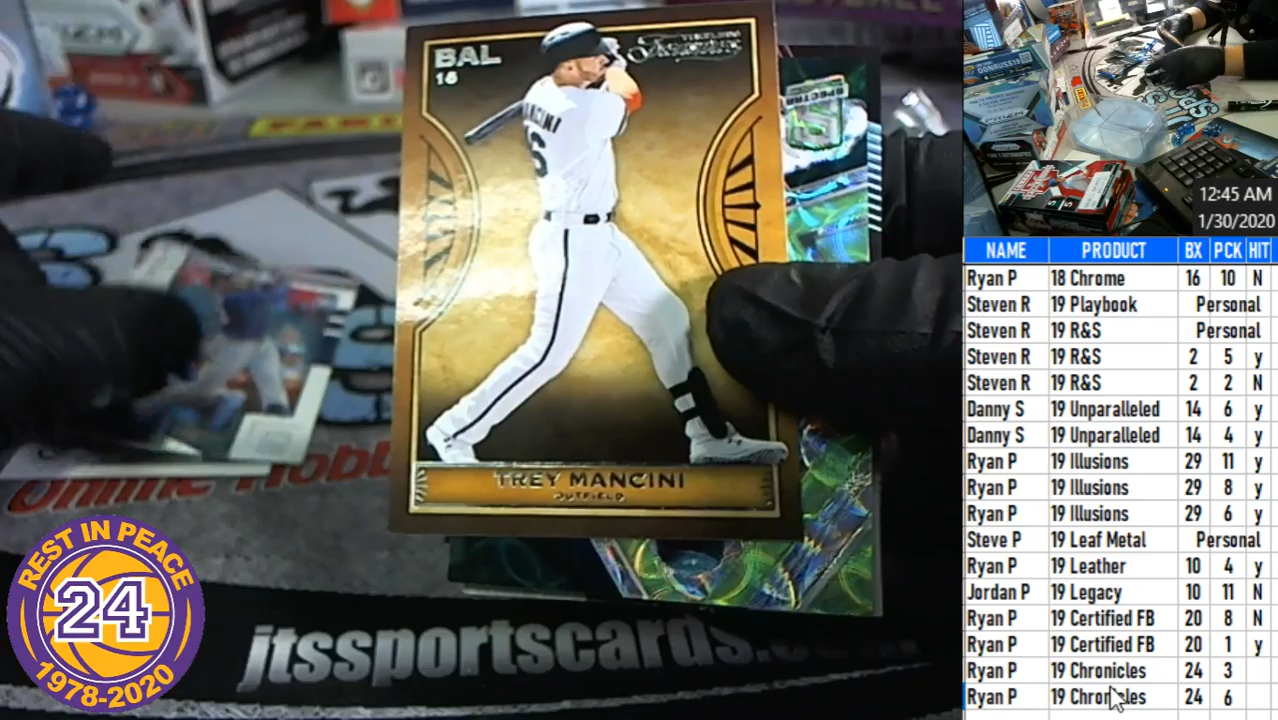 BAL
16
MANCINI
6
TREY MANCINI
OUTFIELD
SPECTRA
Online Hobb
jtssportscards.com
REST IN PEACE
24
1978-2020
12:45 AM
1/30/2020
NAME PRODUCT BX PCK HIT
Ryan P 18 Chrome 16 10 N
Steven R 19 Playbook Personal
Steven R 19 R&S Personal
Steven R 19 R&S 2 5 y
Steven R 19 R&S 2 2 N
Danny S 19 Unparalleled 14 6 y
Danny S 19 Unparalleled 14 4 y
Ryan P 19 Illusions 29 11 y
Ryan P 19 Illusions 29 8 y
Ryan P 19 Illusions 29 6 y
Steve P 19 Leaf Metal Personal
Ryan P 19 Leather 10 4 y
Jordan P 19 Legacy 10 11 N
Ryan P 19 Certified FB 20 8 N
Ryan P 19 Certified FB 20 1 y
Ryan P 19 Chronicles 24 3
Ryan P 19 Chronicles 24 6